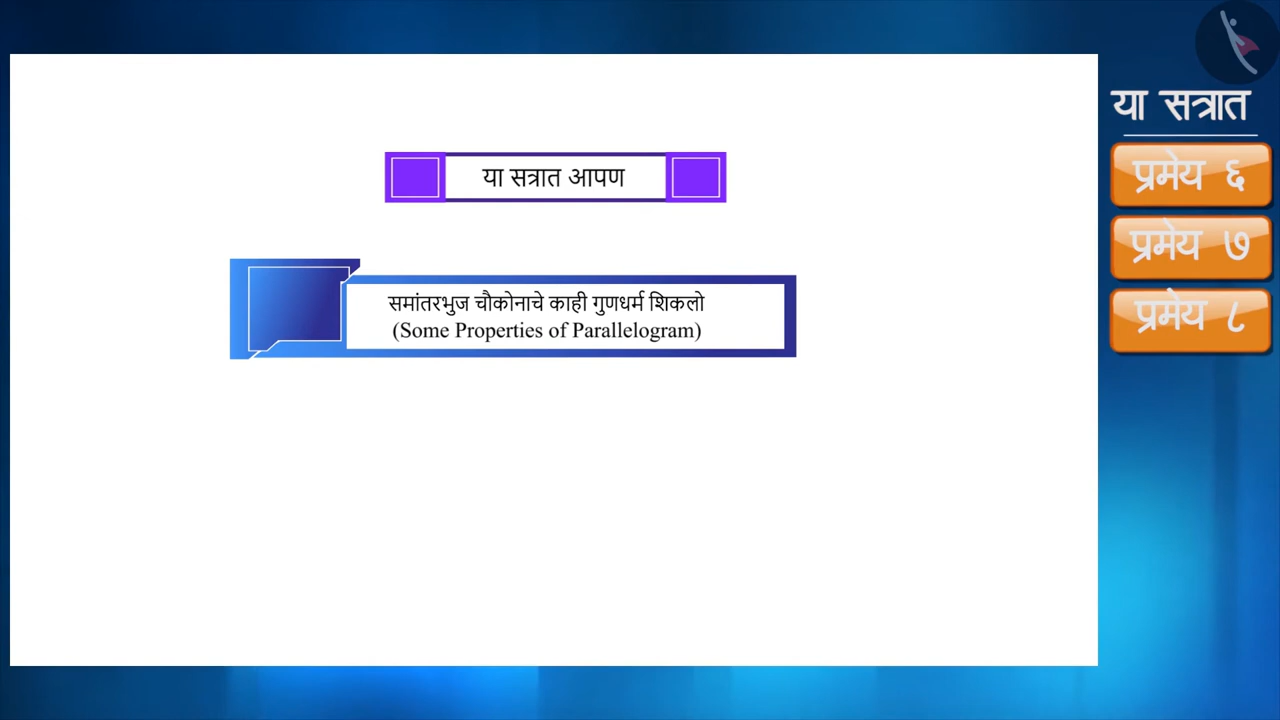 या सत्रात आपण
समांतरभुज चौकोनाचे काही गुणधर्म शिकलो
(Some Properties of Parallelogram)
या सत्रात
प्रमेय ६
प्रमेय ७
प्रमेय ८